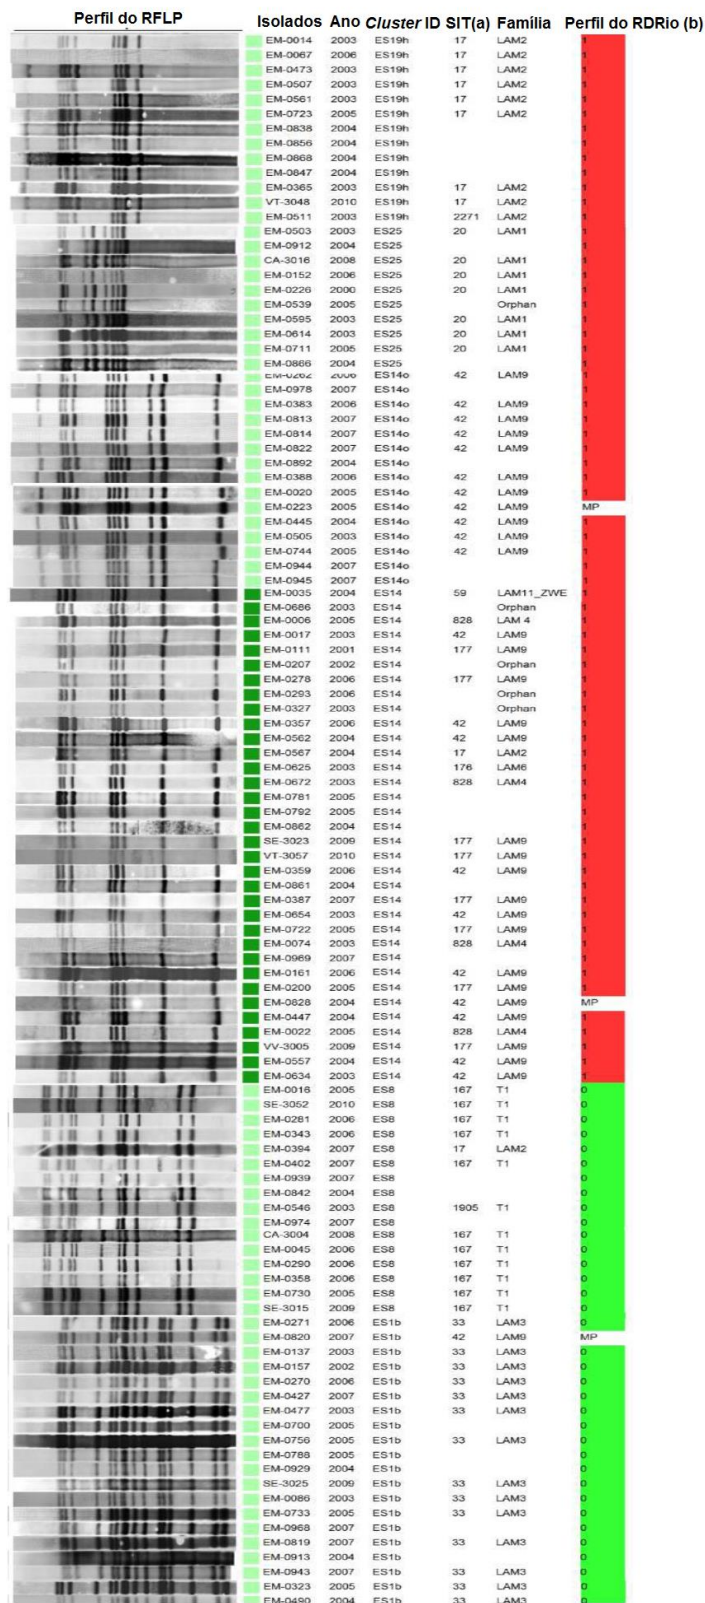 Perfil do RFLP Isolados Ano Cluster ID SIT(a) Família Perfil do RDRio (b)
EM-0014 2003 ES19h 17 LAM2 1
EM-0067 2006 ES19h 17 LAM2 1
EM-0473 2003 ES19h 17 LAM2 1
EM-0507 2003 ES19h 17 LAM2 1
EM-0561 2003 ES19h 17 LAM2 1
EM-0723 2005 ES19h 17 LAM2 1
EM-0838 2004 ES19h 1
EM-0856 2004 ES19h 1
EM-0868 2004 ES19h 1
EM-0847 2004 ES19h 1
EM-0365 2003 ES19h 17 LAM2 1
VT-3048 2010 ES19h 17 LAM2 1
EM-0511 2003 ES19h 2271 LAM2 1
EM-0503 2003 ES25 20 LAM1 1
EM-0912 2004 ES25 1
CA-3016 2008 ES25 20 LAM1 1
EM-0152 2006 ES25 20 LAM1 1
EM-0226 2000 ES25 20 LAM1 1
EM-0539 2005 ES25 Orphan 1
EM-0595 2003 ES25 20 LAM1 1
EM-0614 2003 ES25 20 LAM1 1
EM-0711 2005 ES25 20 LAM1 1
EM-0866 2004 ES25 1
EM-0262 2006 ES14o 42 LAM9 1
EM-0978 2007 ES14o 1
EM-0383 2006 ES14o 42 LAM9 1
EM-0813 2007 ES14o 42 LAM9 1
EM-0814 2007 ES14o 42 LAM9 1
EM-0822 2007 ES14o 42 LAM9 1
EM-0892 2004 ES14o 1
EM-0388 2006 ES14o 42 LAM9 1
EM-0020 2005 ES14o 42 LAM9 1
EM-0223 2005 ES14o 42 LAM9 MP
EM-0445 2004 ES14o 42 LAM9 1
EM-0505 2003 ES14o 42 LAM9 1
EM-0744 2005 ES14o 42 LAM9 1
EM-0944 2007 ES14o 1
EM-0945 2007 ES14o 1
EM-0035 2004 ES14 59 LAM11_ZWE 1
EM-0686 2003 ES14 Orphan 1
EM-0006 2005 ES14 828 LAM 4 1
EM-0017 2003 ES14 42 LAM9 1
EM-0111 2001 ES14 177 LAM9 1
EM-0207 2002 ES14 Orphan 1
EM-0278 2006 ES14 177 LAM9 1
EM-0293 2006 ES14 Orphan 1
EM-0327 2003 ES14 Orphan 1
EM-0357 2006 ES14 42 LAM9 1
EM-0562 2004 ES14 42 LAM9 1
EM-0567 2004 ES14 17 LAM2 1
EM-0625 2003 ES14 176 LAM6 1
EM-0672 2003 ES14 828 LAM4 1
EM-0781 2005 ES14 1
EM-0792 2005 ES14 1
EM-0862 2004 ES14 1
SE-3023 2009 ES14 177 LAM9 1
VT-3057 2010 ES14 177 LAM9 1
EM-0359 2006 ES14 42 LAM9 1
EM-0861 2004 ES14 1
EM-0387 2007 ES14 177 LAM9 1
EM-0654 2003 ES14 42 LAM9 1
EM-0722 2005 ES14 177 LAM9 1
EM-0074 2003 ES14 828 LAM4 1
EM-0969 2007 ES14 1
EM-0161 2006 ES14 42 LAM9 1
EM-0200 2005 ES14 177 LAM9 1
EM-0828 2004 ES14 42 LAM9 MP
EM-0447 2004 ES14 42 LAM9 1
EM-0022 2005 ES14 828 LAM4 1
VV-3005 2009 ES14 177 LAM9 1
EM-0557 2004 ES14 42 LAM9 1
EM-0634 2003 ES14 42 LAM9 1
EM-0016 2005 ES8 167 T1 0
SE-3052 2010 ES8 167 T1 0
EM-0281 2006 ES8 167 T1 0
EM-0343 2006 ES8 167 T1 0
EM-0394 2007 ES8 17 LAM2 0
EM-0402 2007 ES8 167 T1 0
EM-0939 2007 ES8 0
EM-0842 2004 ES8 0
EM-0546 2003 ES8 1905 T1 0
EM-0974 2007 ES8 0
CA-3004 2008 ES8 167 T1 0
EM-0045 2006 ES8 167 T1 0
EM-0290 2006 ES8 167 T1 0
EM-0358 2006 ES8 167 T1 0
EM-0730 2005 ES8 167 T1 0
SE-3015 2009 ES8 167 T1 0
EM-0271 2006 ES1b 33 LAM3 0
EM-0820 2007 ES1b 42 LAM9 MP
EM-0137 2003 ES1b 33 LAM3 0
EM-0157 2002 ES1b 33 LAM3 0
EM-0270 2006 ES1b 33 LAM3 0
EM-0427 2007 ES1b 33 LAM3 0
EM-0477 2003 ES1b 33 LAM3 0
EM-0700 2005 ES1b 0
EM-0756 2005 ES1b 33 LAM3 0
EM-0788 2005 ES1b 0
EM-0929 2004 ES1b 0
SE-3025 2009 ES1b 33 LAM3 0
EM-0086 2003 ES1b 33 LAM3 0
EM-0733 2005 ES1b 33 LAM3 0
EM-0968 2007 ES1b 0
EM-0819 2007 ES1b 33 LAM3 0
EM-0913 2004 ES1b 0
EM-0943 2007 ES1b 33 LAM3 0
EM-0323 2005 ES1b 33 LAM3 0
EM-0490 2004 ES1b 33 LAM3 0